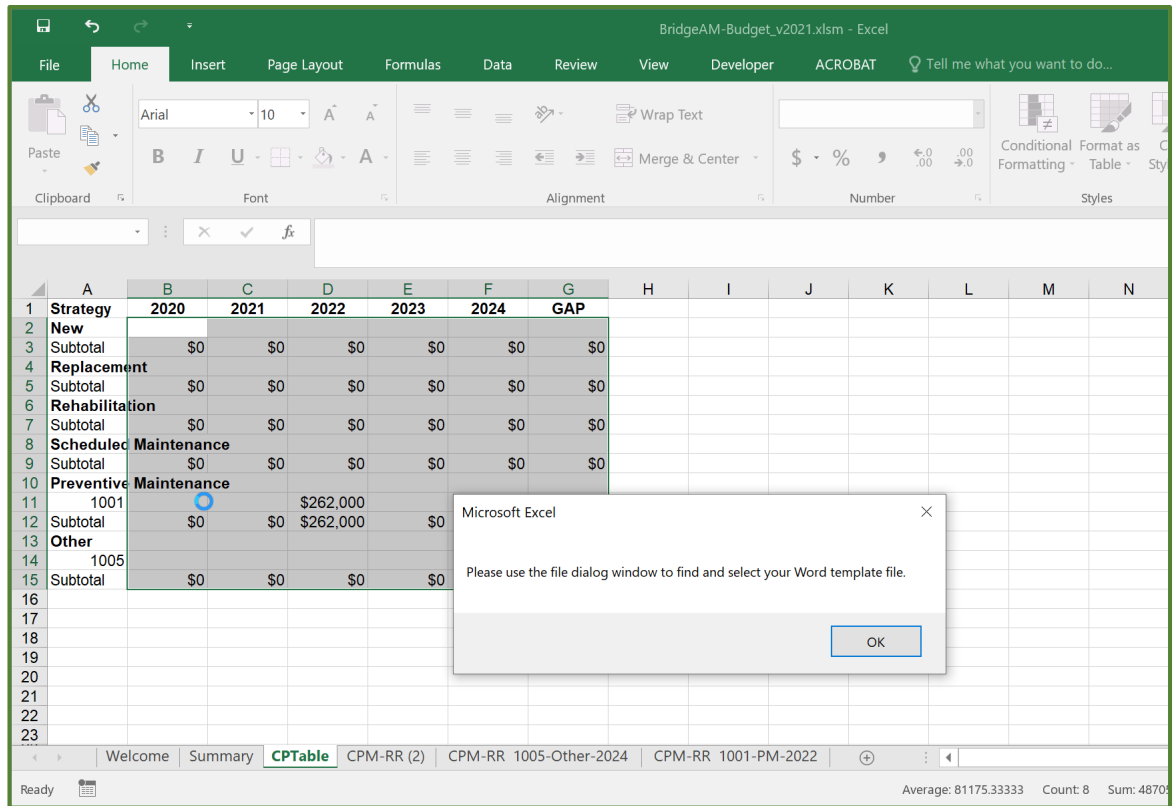 BridgeAM-Budget_v2021.xlsm - Excel
File Home Insert Page Layout Formulas Data Review View Developer ACROBAT Tell me what you want to do...
Arial 10 A A Wrap Text
Paste B I U A Merge & Center $ % , Conditional Formatting Format as Table
Clipboard Font Alignment Number Styles
fx
A B C D E F G H I J K L M N
1 Strategy 2020 2021 2022 2023 2024 GAP
2 New
3 Subtotal $0 $0 $0 $0 $0 $0
4 Replacement
5 Subtotal $0 $0 $0 $0 $0 $0
6 Rehabilitation
7 Subtotal $0 $0 $0 $0 $0 $0
8 Scheduled Maintenance
9 Subtotal $0 $0 $0 $0 $0 $0
10 Preventive Maintenance
11 1001 $262,000
12 Subtotal $0 $0 $262,000 $0
13 Other
14 1005
15 Subtotal $0 $0 $0 $0
16
17
18
19
20
21
22
23
Microsoft Excel
Please use the file dialog window to find and select your Word template file.
OK
Welcome Summary CPTable CPM-RR (2) CPM-RR 1005-Other-2024 CPM-RR 1001-PM-2022
Ready Average: 81175.33333 Count: 8 Sum: